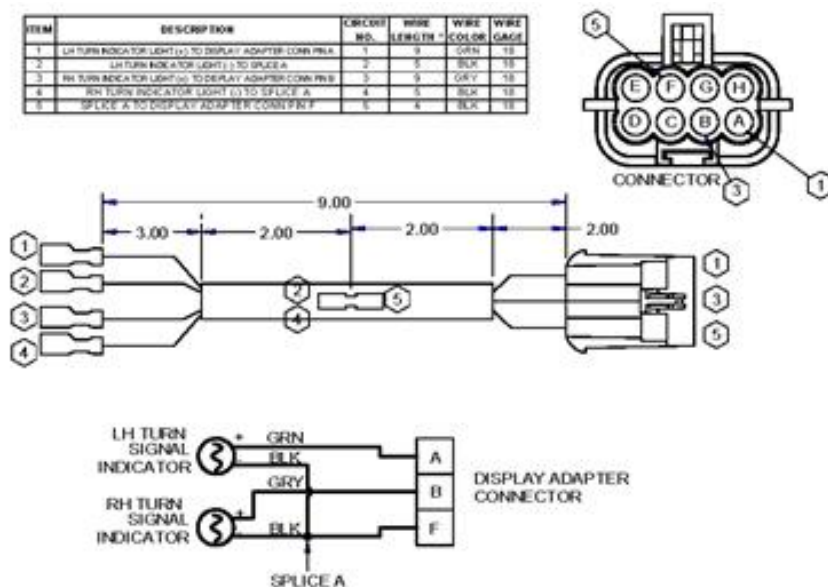 ITEM DESCRIPTION CIRCUIT NO. WIRE LENGTH * WIRE COLOR WIRE GAGE
1 LH TURN INDICATOR LIGHT (+) TO DISPLAY ADAPTER CONN PIN A 1 9 GRN 18
2 LH TURN INDICATOR LIGHT (-) TO SPLICE A 2 5 BLK 18
3 RH TURN INDICATOR LIGHT (+) TO DISPLAY ADAPTER CONN PIN B 3 9 GRY 18
4 RH TURN INDICATOR LIGHT (-) TO SPLICE A 4 5 BLK 18
5 SPLICE A TO DISPLAY ADAPTER CONN PIN F 5 4 BLK 18
5
E F G H
D C B A
CONNECTOR
3
1
9.00
3.00 2.00 2.00 2.00
1
2
3
4
2
5
4
1
3
5
LH TURN
SIGNAL
INDICATOR
+ GRN
- BLK
GRY
RH TURN
SIGNAL
INDICATOR
+
- BLK
A
B
F
DISPLAY ADAPTER
CONNECTOR
SPLICE A